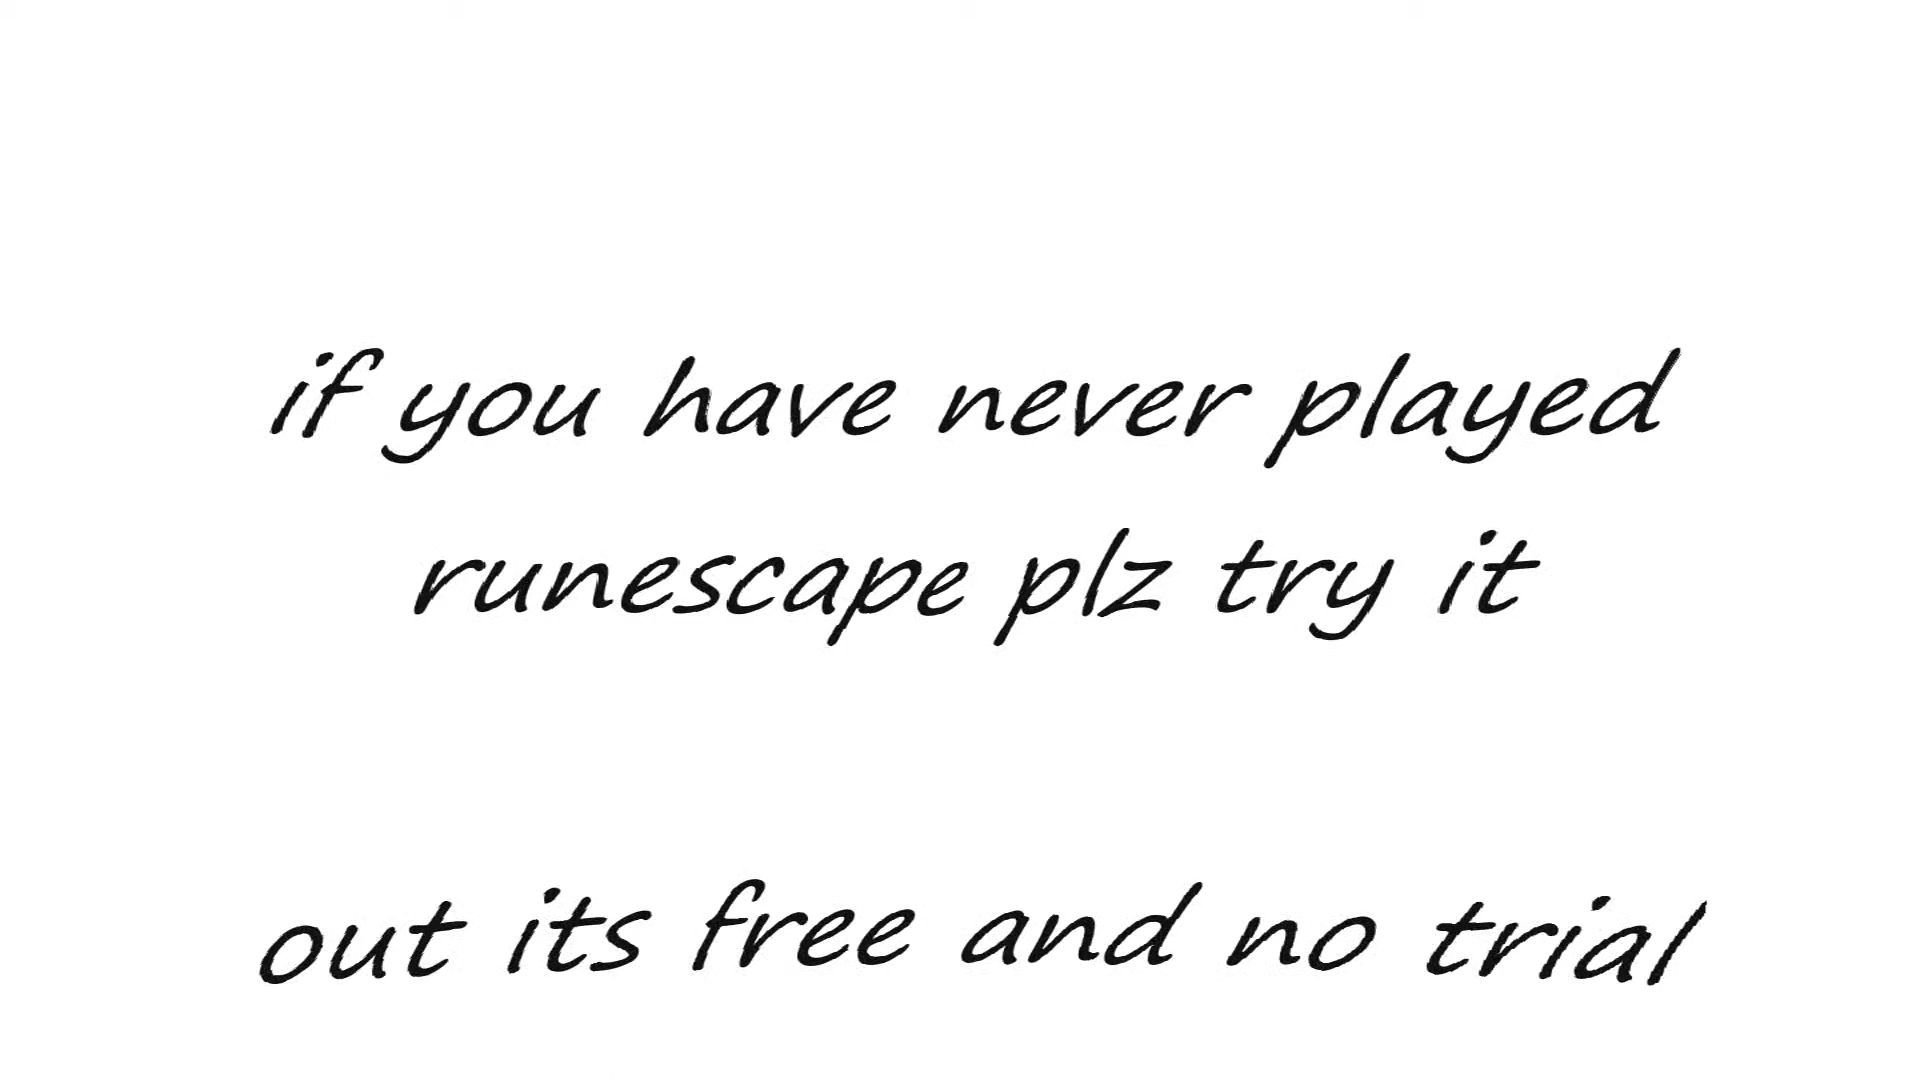 if you have never played
runescape plz try it
out its free and no trial